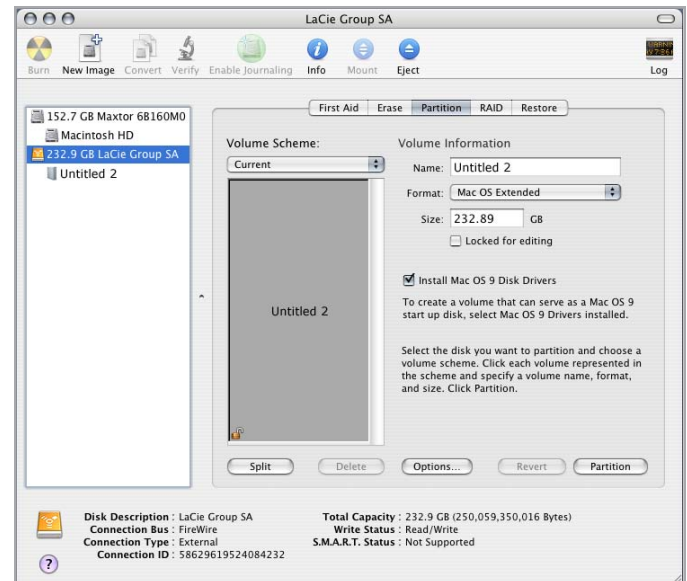 LaCie Group SA
Burn New Image Convert Verify Enable Journaling Info Mount Eject Log
152.7 GB Maxtor 6B160M0
Macintosh HD
232.9 GB LaCie Group SA
Untitled 2
First Aid Erase Partition RAID Restore
Volume Scheme:
Current
Untitled 2
Volume Information
Name: Untitled 2
Format: Mac OS Extended
Size: 232.89 GB
Locked for editing
Install Mac OS 9 Disk Drivers
To create a volume that can serve as a Mac OS 9
start up disk, select Mac OS 9 Drivers installed.
Select the disk you want to partition and choose a
volume scheme. Click each volume represented in
the scheme and specify a volume name, format,
and size. Click Partition.
Split Delete Options... Revert Partition
Disk Description : LaCie Group SA
Connection Bus : FireWire
Connection Type : External
Connection ID : 58629619524084232
Total Capacity : 232.9 GB (250,059,350,016 Bytes)
Write Status : Read/Write
S.M.A.R.T. Status : Not Supported
?